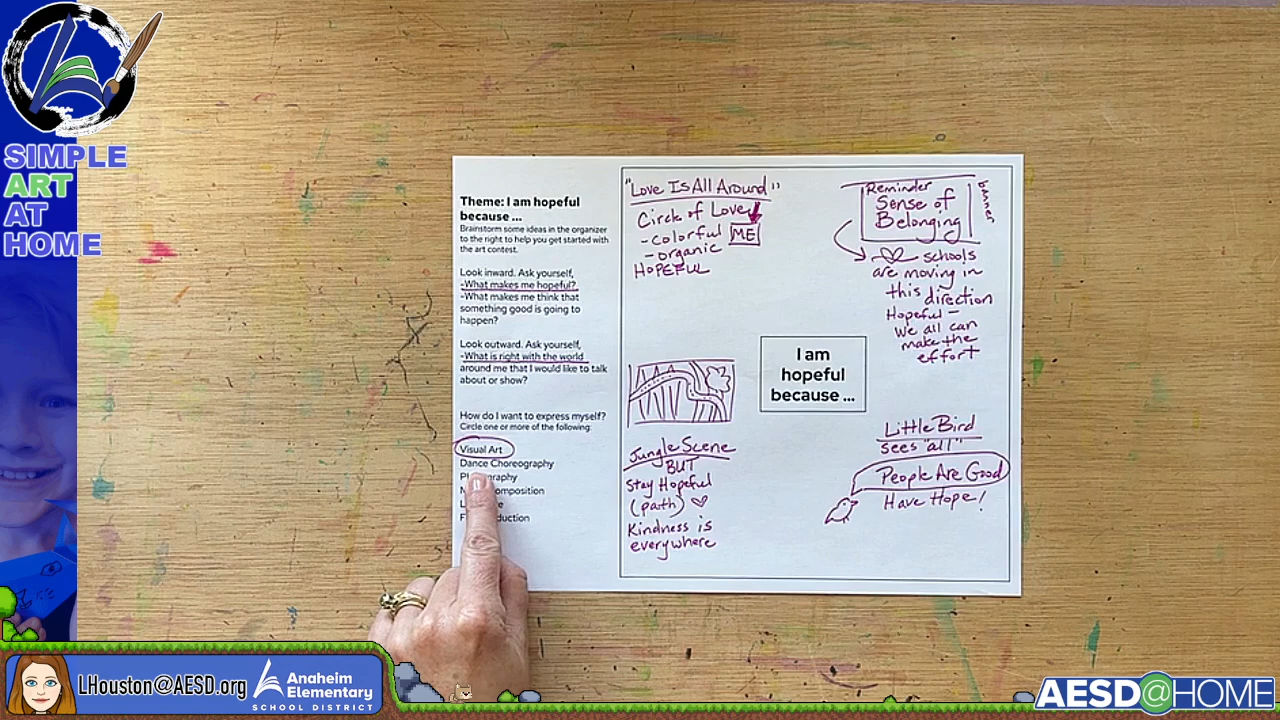 SIMPLE
ART
AT
HOME
Theme: I am hopeful
because ...
Brainstorm some ideas in the organizer
to the right to help you get started with
the art contest.
Look inward. Ask yourself,
-What makes me hopeful?
-What makes me think that
something good is going to
happen?
Look outward. Ask yourself,
-What is right with the world
around me that I would like to talk
about or show?
How do I want to express myself?
Circle one or more of the following:
Visual Art
Dance Choreography
"Love Is All Around"
Circle of Love
-colorful ME
-organic
HOPEFUL
Reminder
Sense of
Belonging
banner
schools
are moving in
this direction
Hopeful -
we all can
make the
effort
I am
hopeful
because ...
Jungle Scene
BUT
Stay Hopeful
(path)
Kindness is
everywhere
Little Bird
sees "all"
People Are Good
Have Hope!
LHouston@AESD.org
Anaheim
Elementary
SCHOOL DISTRICT
AESD@HOME